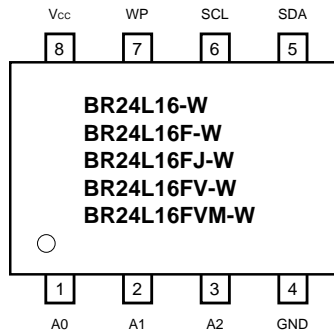 Vcc WP SCL SDA
8 7 6 5
BR24L16-W
BR24L16F-W
BR24L16FJ-W
BR24L16FV-W
BR24L16FVM-W
1 2 3 4
A0 A1 A2 GND